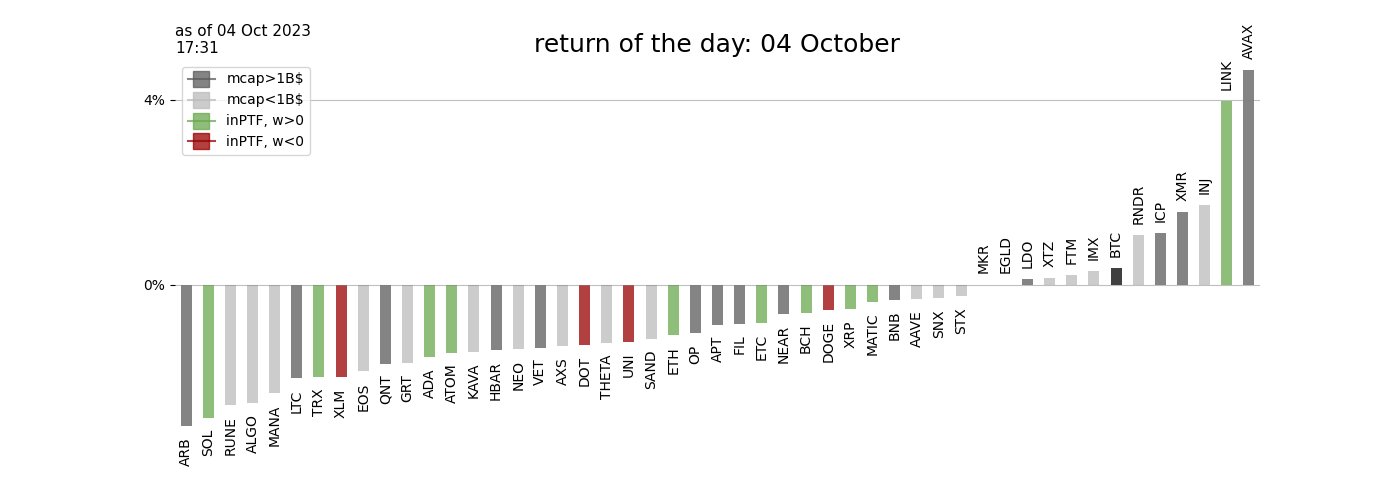 as of 04 Oct 2023
17:31
return of the day: 04 October
mcap>1B$
mcap<1B$
inPTF, w>0
inPTF, w<0
4%
0%
ARB
SOL
RUNE
ALGO
MANA
LTC
TRX
XLM
EOS
QNT
GRT
ADA
ATOM
KAVA
HBAR
NEO
VET
AXS
DOT
THETA
UNI
SAND
ETH
OP
APT
FIL
ETC
NEAR
BCH
DOGE
XRP
MATIC
BNB
AAVE
SNX
STX
MKR
EGLD
LDO
XTZ
FTM
IMX
BTC
RNDR
ICP
XMR
INJ
LINK
AVAX